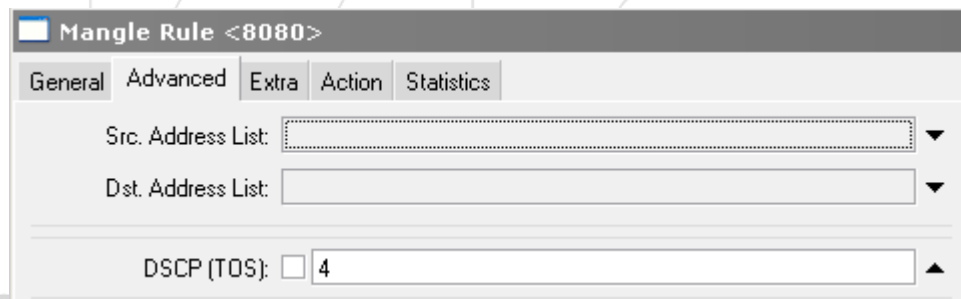 Mangle Rule <8080>
General Advanced Extra Action Statistics
Src. Address List:
Dst. Address List:
DSCP (TOS): 4